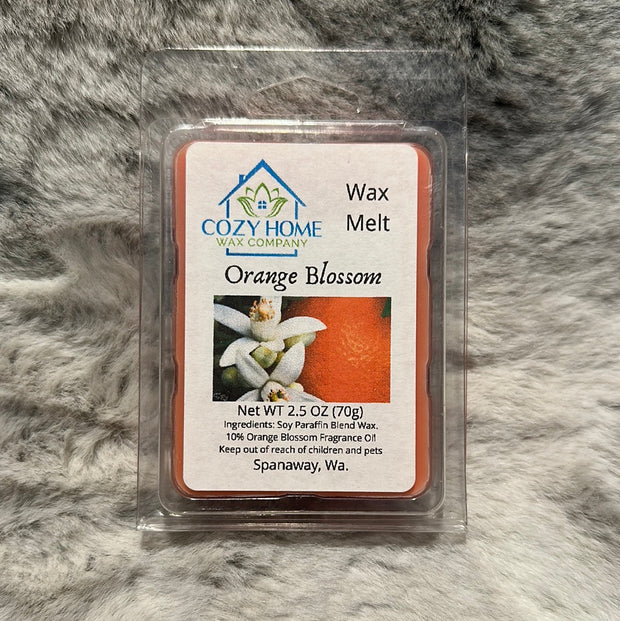 Wax
Melt
COZY HOME
WAX COMPANY
Orange Blossom
Net WT 2.5 OZ (70g)
Ingredients: Soy Paraffin Blend Wax.
10% Orange Blossom Fragrance Oil
Keep out of reach of children and pets
Spanaway, Wa.